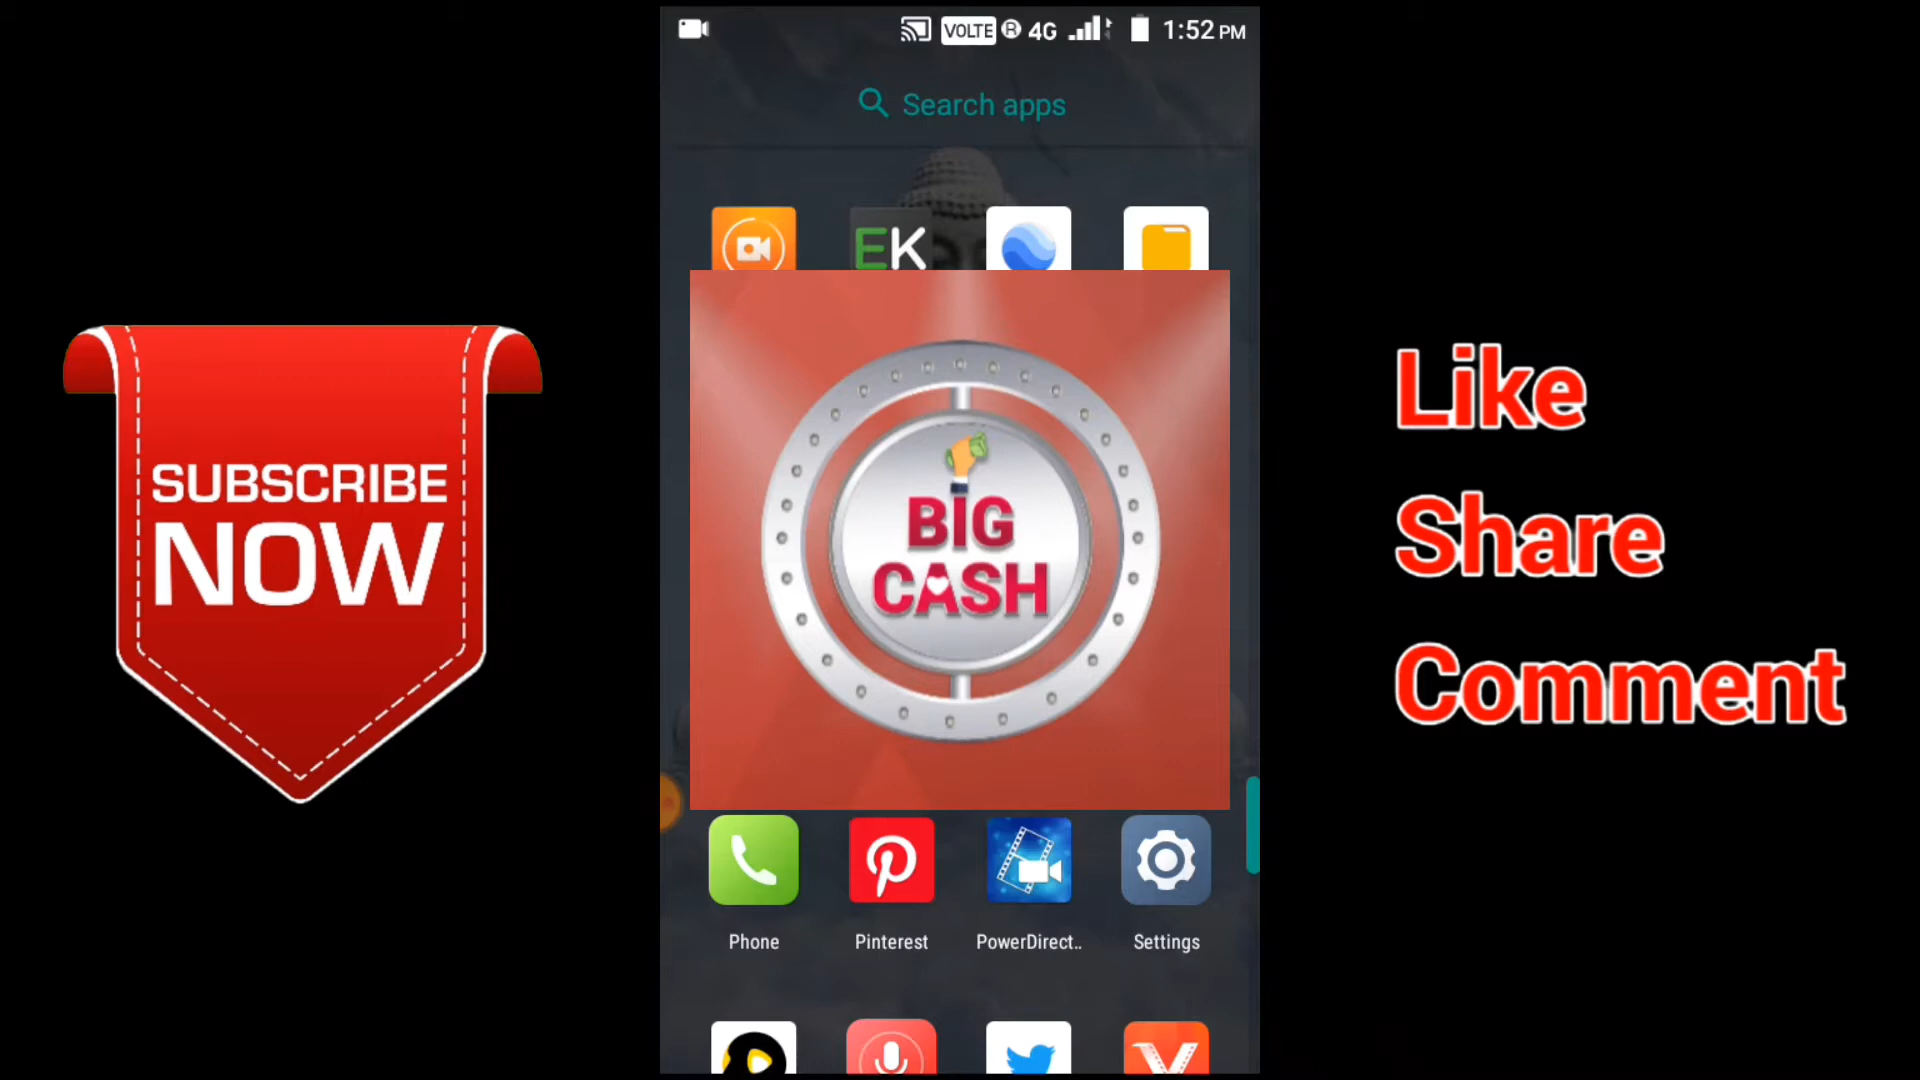 VOLTE R 4G 1:52 PM
Search apps
EK
SUBSCRIBE
NOW
BIG
CASH
Like
Share
Comment
Phone
Pinterest
PowerDirect..
Settings